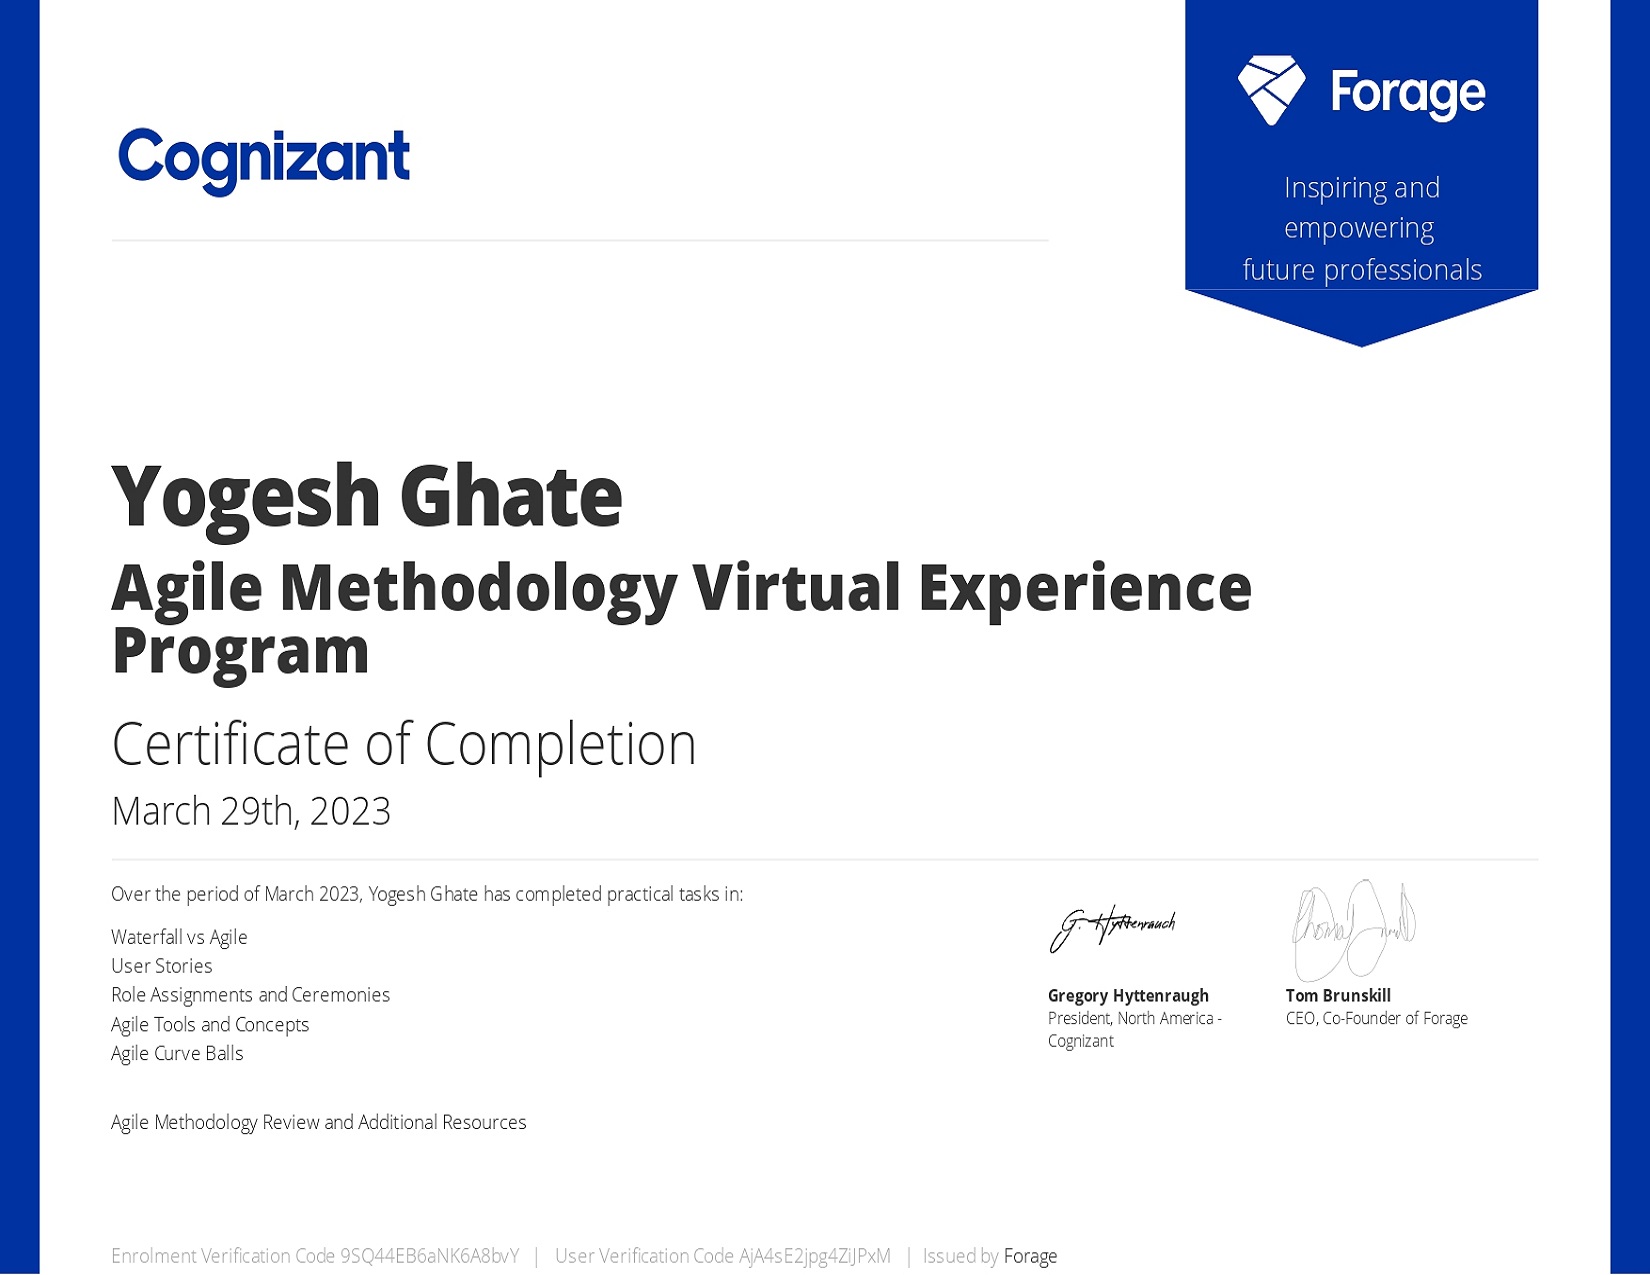 Cognizant
Forage
Inspiring and
empowering
future professionals
Yogesh Ghate
Agile Methodology Virtual Experience
Program
Certificate of Completion
March 29th, 2023
Over the period of March 2023, Yogesh Ghate has completed practical tasks in:
Waterfall vs Agile
User Stories
Role Assignments and Ceremonies
Agile Tools and Concepts
Agile Curve Balls
Agile Methodology Review and Additional Resources
G. Hyttenrauch
Gregory Hyttenraugh
President, North America -
Cognizant
Tom Brunskill
CEO, Co-Founder of Forage
Enrolment Verification Code 9SQ44EB6aNK6A8bvY | User Verification Code AjA4sE2jpg4ZiJPxM | Issued by Forage